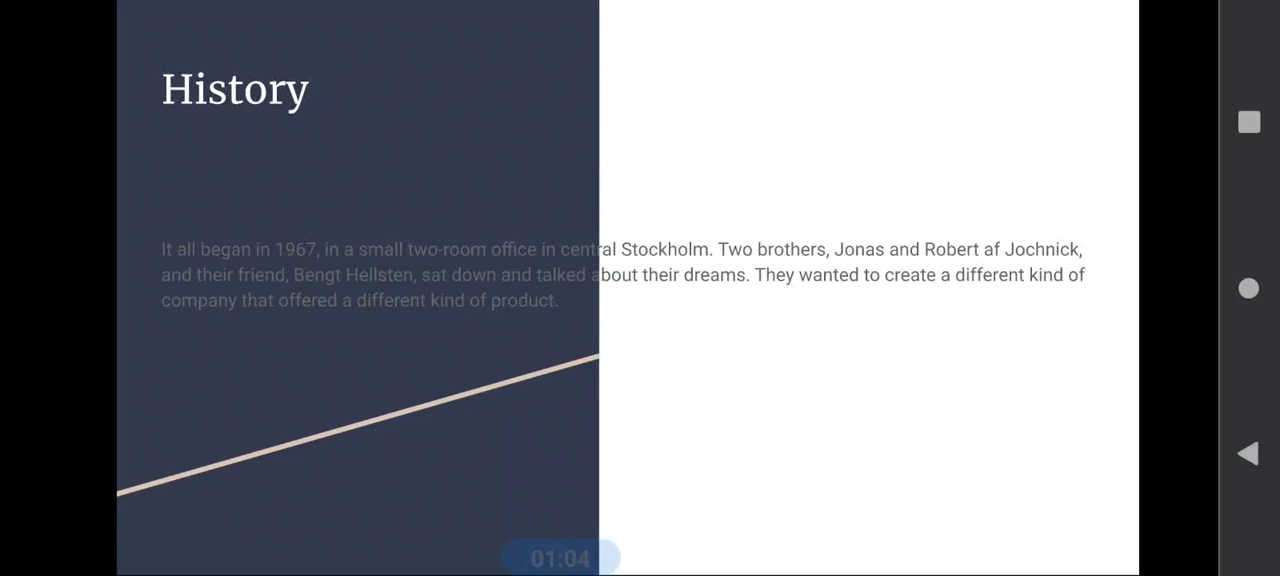 History
It all began in 1967, in a small two-room office in central Stockholm. Two brothers, Jonas and Robert af Jochnick,
and their friend, Bengt Hellsten, sat down and talked about their dreams. They wanted to create a different kind of
company that offered a different kind of product.
01:04